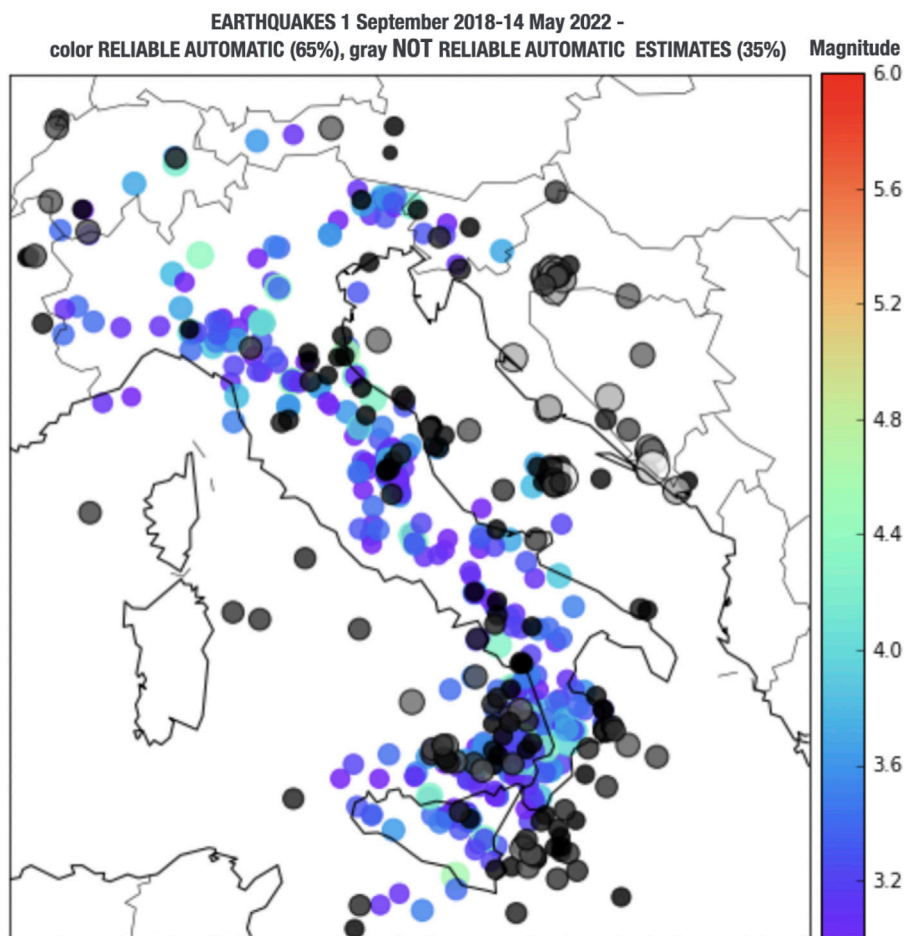 EARTHQUAKES 1 September 2018-14 May 2022 -
color RELIABLE AUTOMATIC (65%), gray NOT RELIABLE AUTOMATIC ESTIMATES (35%)
Magnitude
6.0
5.6
5.2
4.8
4.4
4.0
3.6
3.2